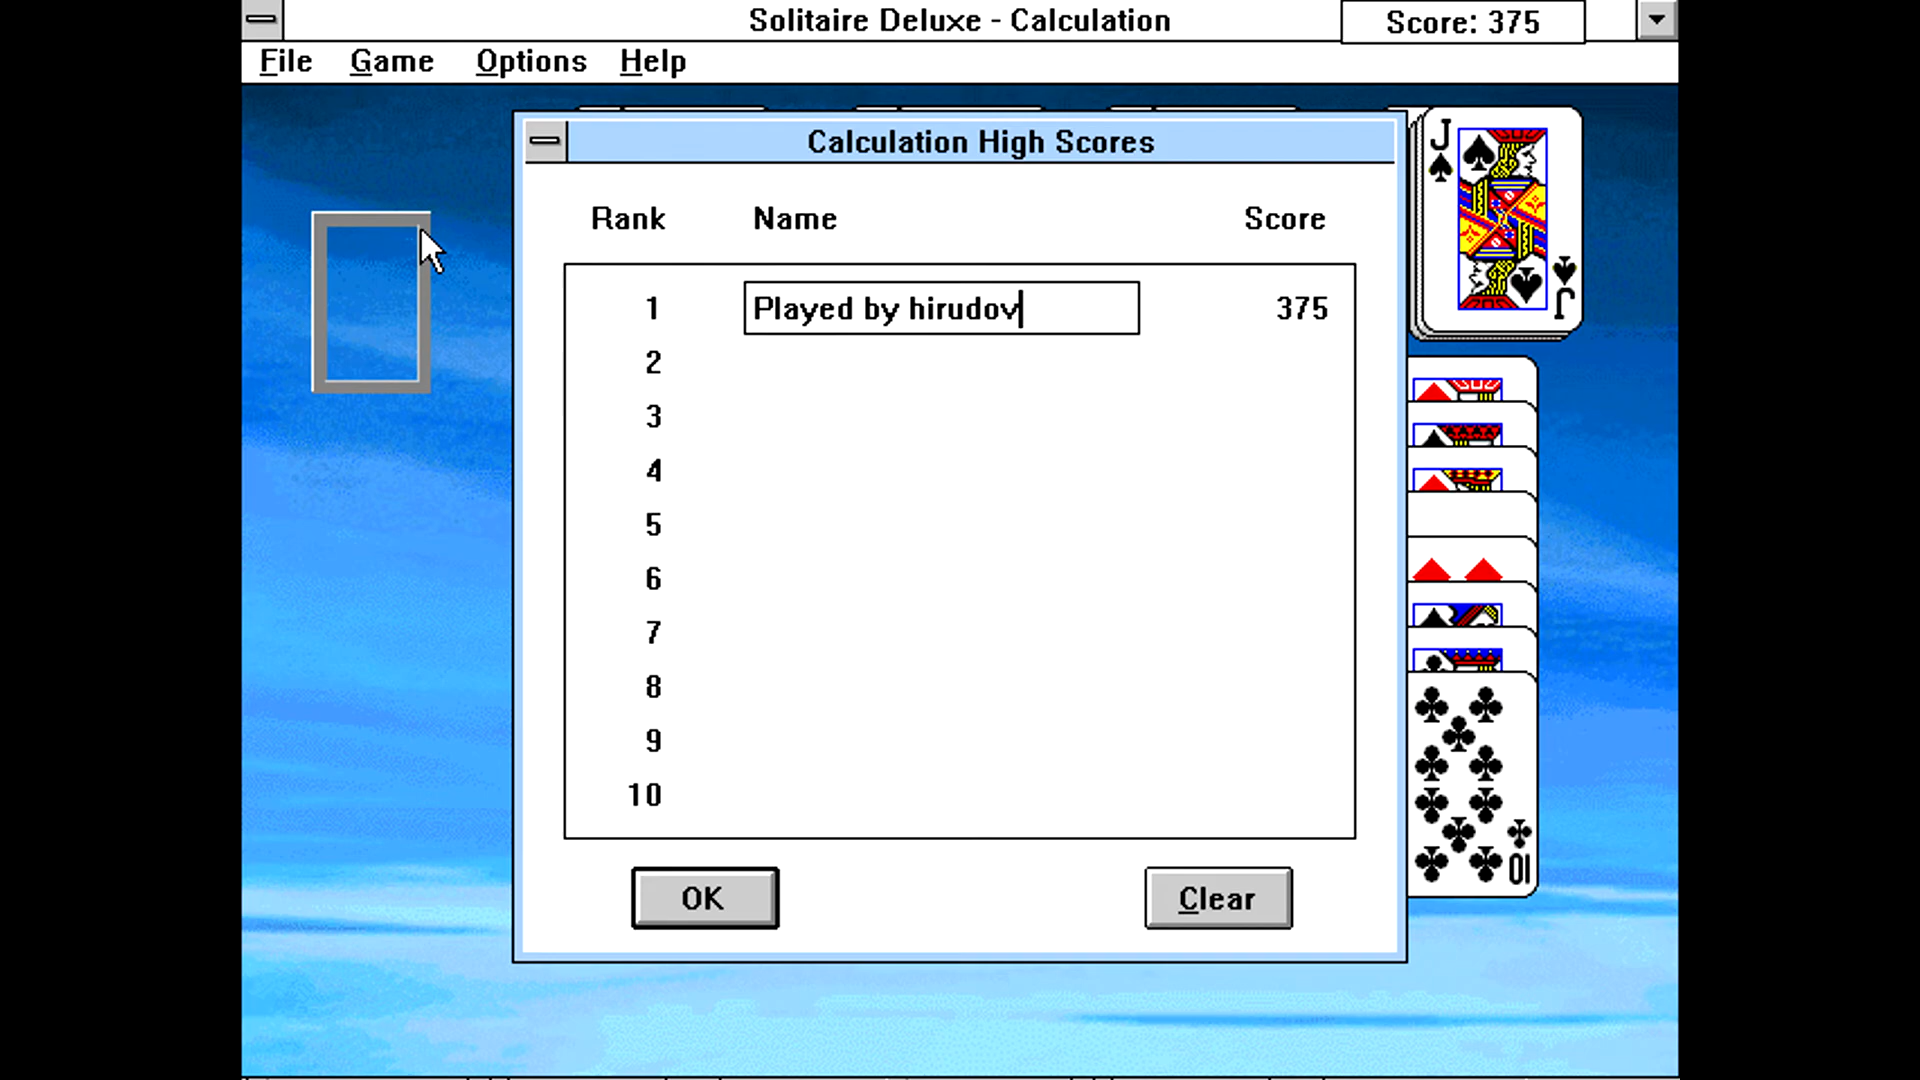 Solitaire Deluxe - Calculation
Score: 375
File Game Options Help
Calculation High Scores
Rank Name Score
1 Played by hirudov 375
2
3
4
5
6
7
8
9
10
OK
Clear
J
J
10